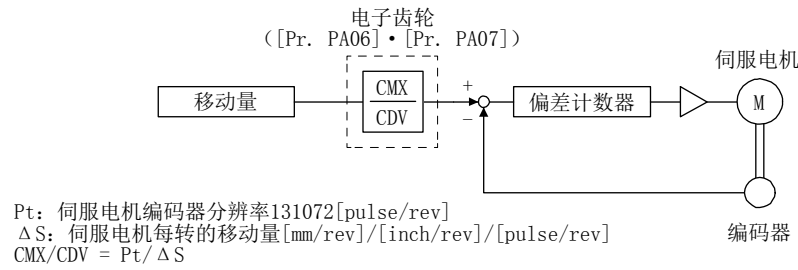 电子齿轮
([Pr. PA06]·[Pr. PA07])
伺服电机
移动量
CMX
CDV
+
−
偏差计数器
M
编码器
Pt: 伺服电机编码器分辨率131072[pulse/rev]
ΔS: 伺服电机每转的移动量[mm/rev]/[inch/rev]/[pulse/rev]
CMX/CDV = Pt/ΔS